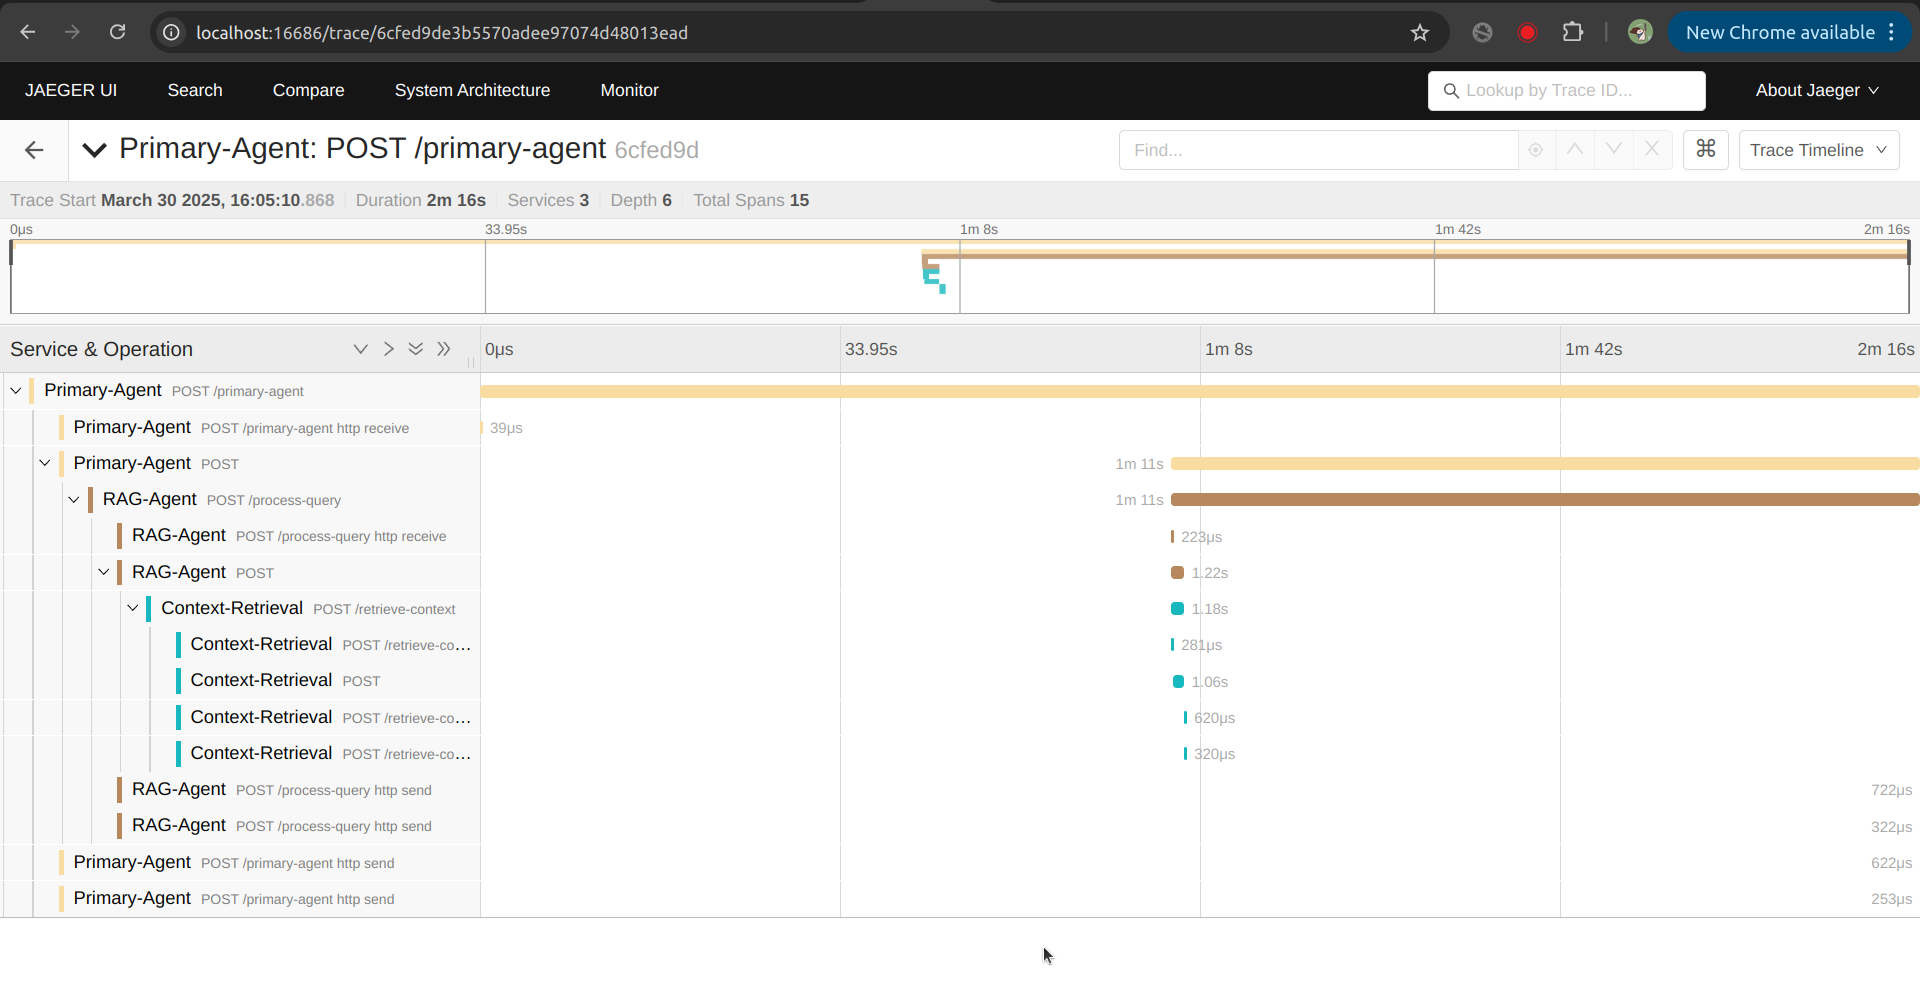 localhost:16686/trace/6cfed9de3b5570adee97074d48013ead
New Chrome available
JAEGER UI Search Compare System Architecture Monitor Lookup by Trace ID... About Jaeger
Primary-Agent: POST /primary-agent 6cfed9d Find... X ⌘ Trace Timeline
Trace Start March 30 2025, 16:05:10.868 Duration 2m 16s Services 3 Depth 6 Total Spans 15
0μs 33.95s 1m 8s 1m 42s 2m 16s
Service & Operation 0μs 33.95s 1m 8s 1m 42s 2m 16s
Primary-Agent POST /primary-agent
Primary-Agent POST /primary-agent http receive 39μs
Primary-Agent POST 1m 11s
RAG-Agent POST /process-query 1m 11s
RAG-Agent POST /process-query http receive 223μs
RAG-Agent POST 1.22s
Context-Retrieval POST /retrieve-context 1.18s
Context-Retrieval POST /retrieve-co... 281μs
Context-Retrieval POST 1.06s
Context-Retrieval POST /retrieve-co... 620μs
Context-Retrieval POST /retrieve-co... 320μs
RAG-Agent POST /process-query http send 722μs
RAG-Agent POST /process-query http send 322μs
Primary-Agent POST /primary-agent http send 622μs
Primary-Agent POST /primary-agent http send 253μs